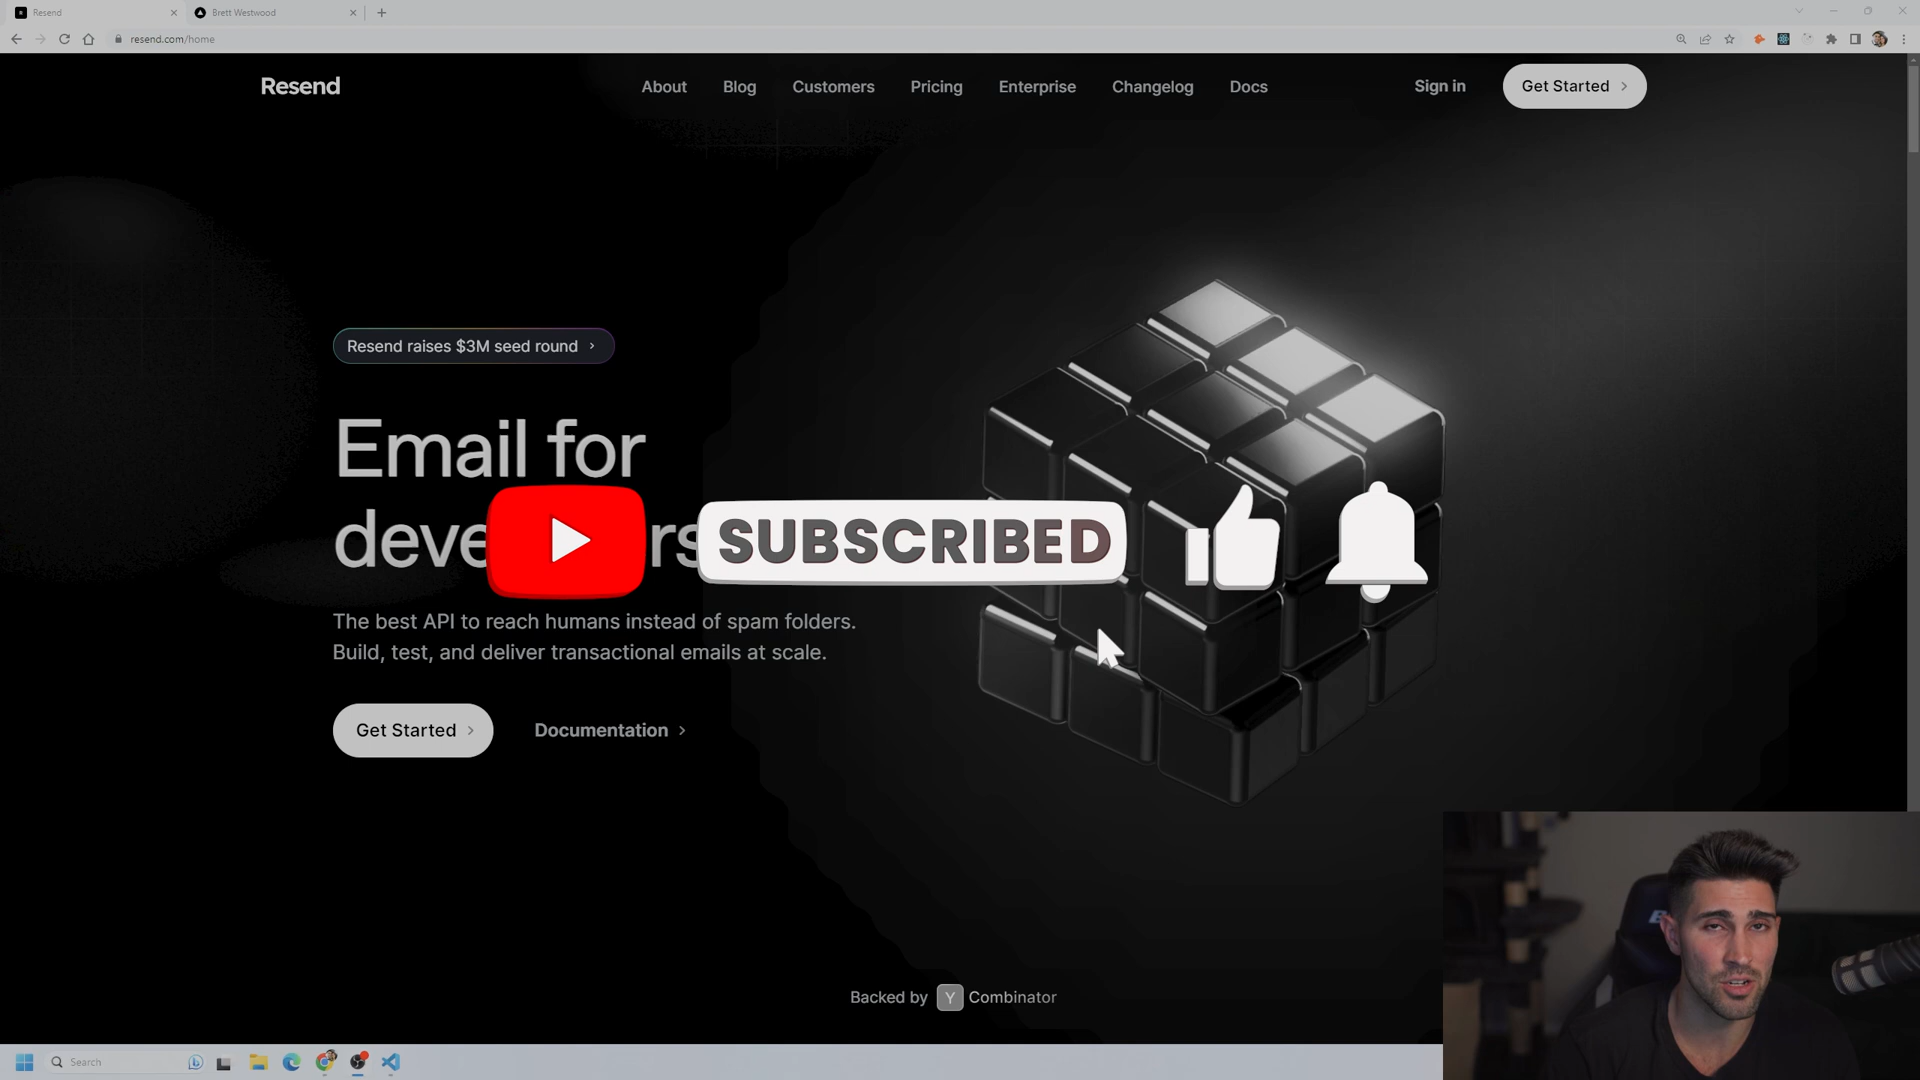 Resend
Brett Westwood
resend.com/home
Resend
About
Blog
Customers
Pricing
Enterprise
Changelog
Docs
Sign in
Get Started
Resend raises $3M seed round
Email for
deve rs
SUBSCRIBED
The best API to reach humans instead of spam folders.
Build, test, and deliver transactional emails at scale.
Get Started
Documentation
Backed by Y Combinator
Search